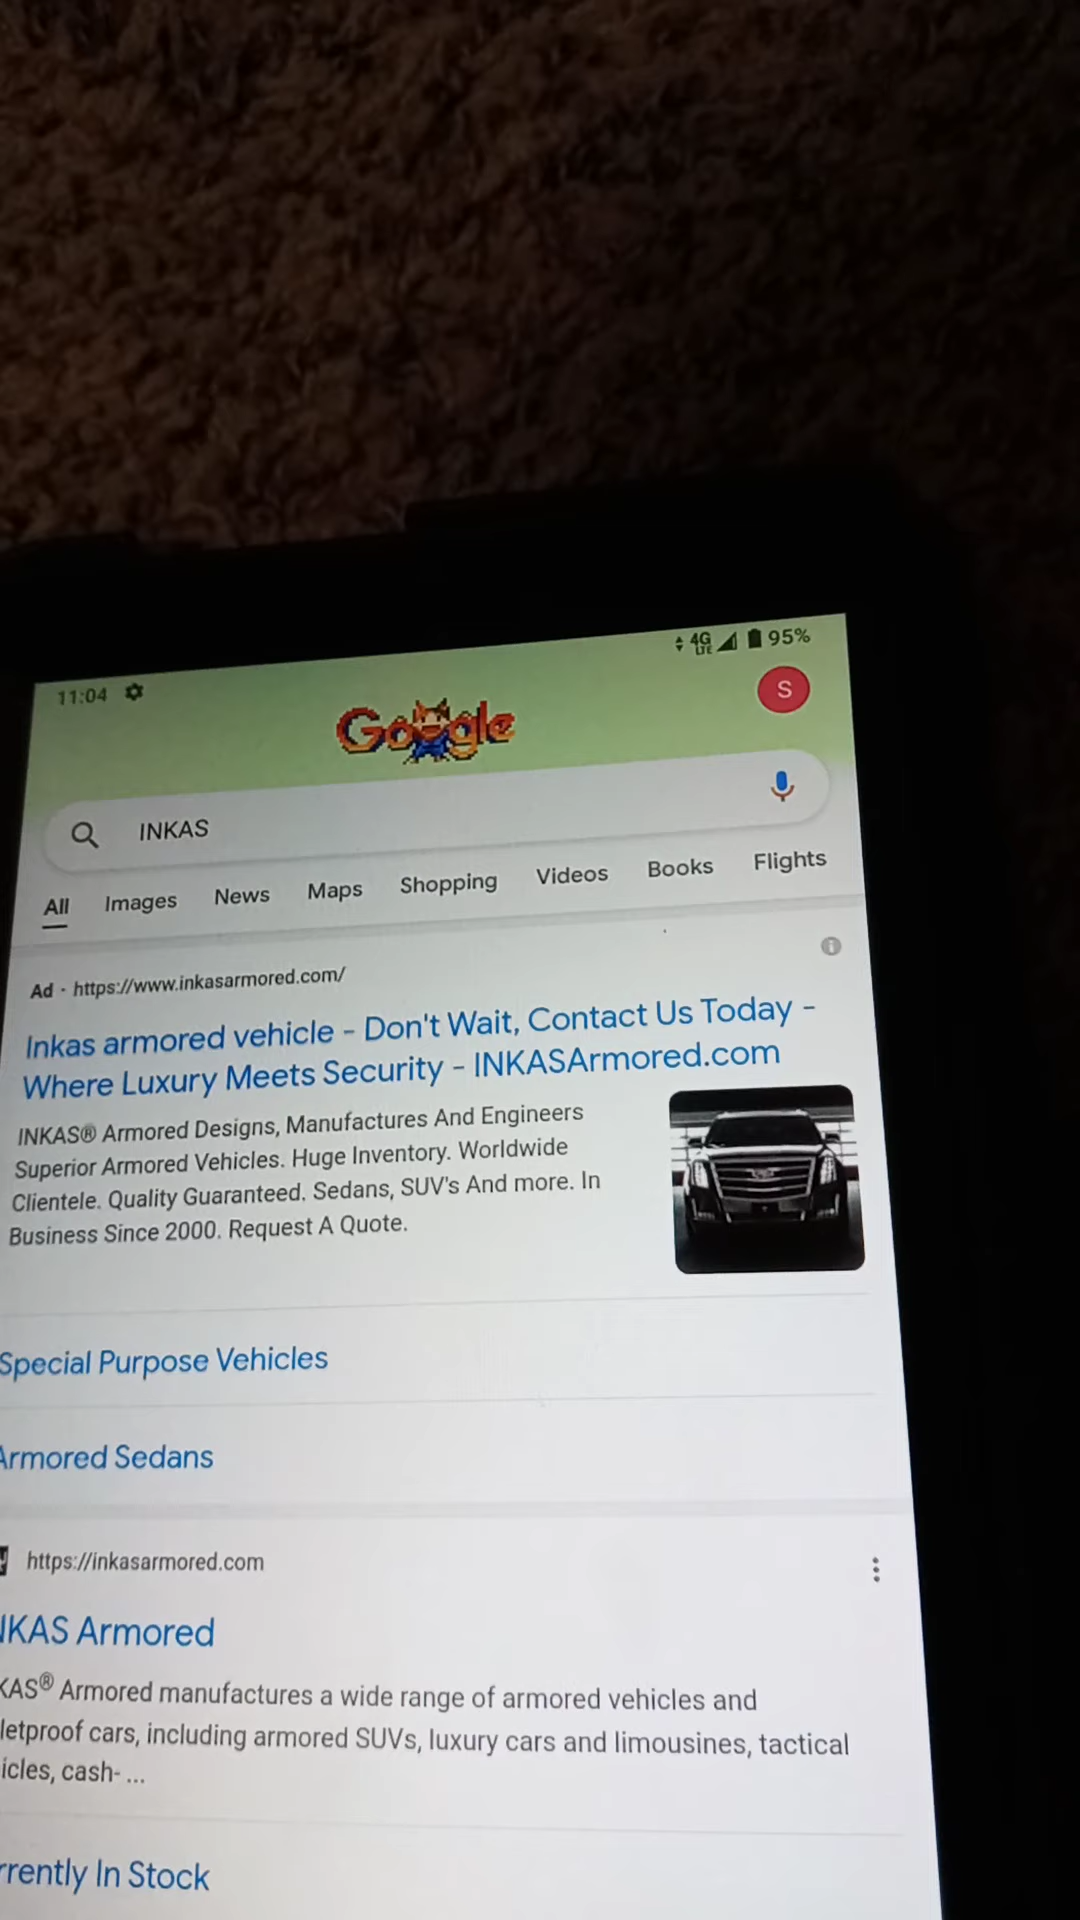 11:04
4G LTE 95%
Google
S
INKAS
All Images News Maps Shopping Videos Books Flights
Ad · https://www.inkasarmored.com/
Inkas armored vehicle - Don't Wait, Contact Us Today -
Where Luxury Meets Security - INKASArmored.com
INKAS® Armored Designs, Manufactures And Engineers
Superior Armored Vehicles. Huge Inventory. Worldwide
Clientele. Quality Guaranteed. Sedans, SUV's And more. In
Business Since 2000. Request A Quote.
Special Purpose Vehicles
Armored Sedans
https://inkasarmored.com
NKAS Armored
KAS® Armored manufactures a wide range of armored vehicles and
letproof cars, including armored SUVs, luxury cars and limousines, tactical
icles, cash- ...
rrently In Stock